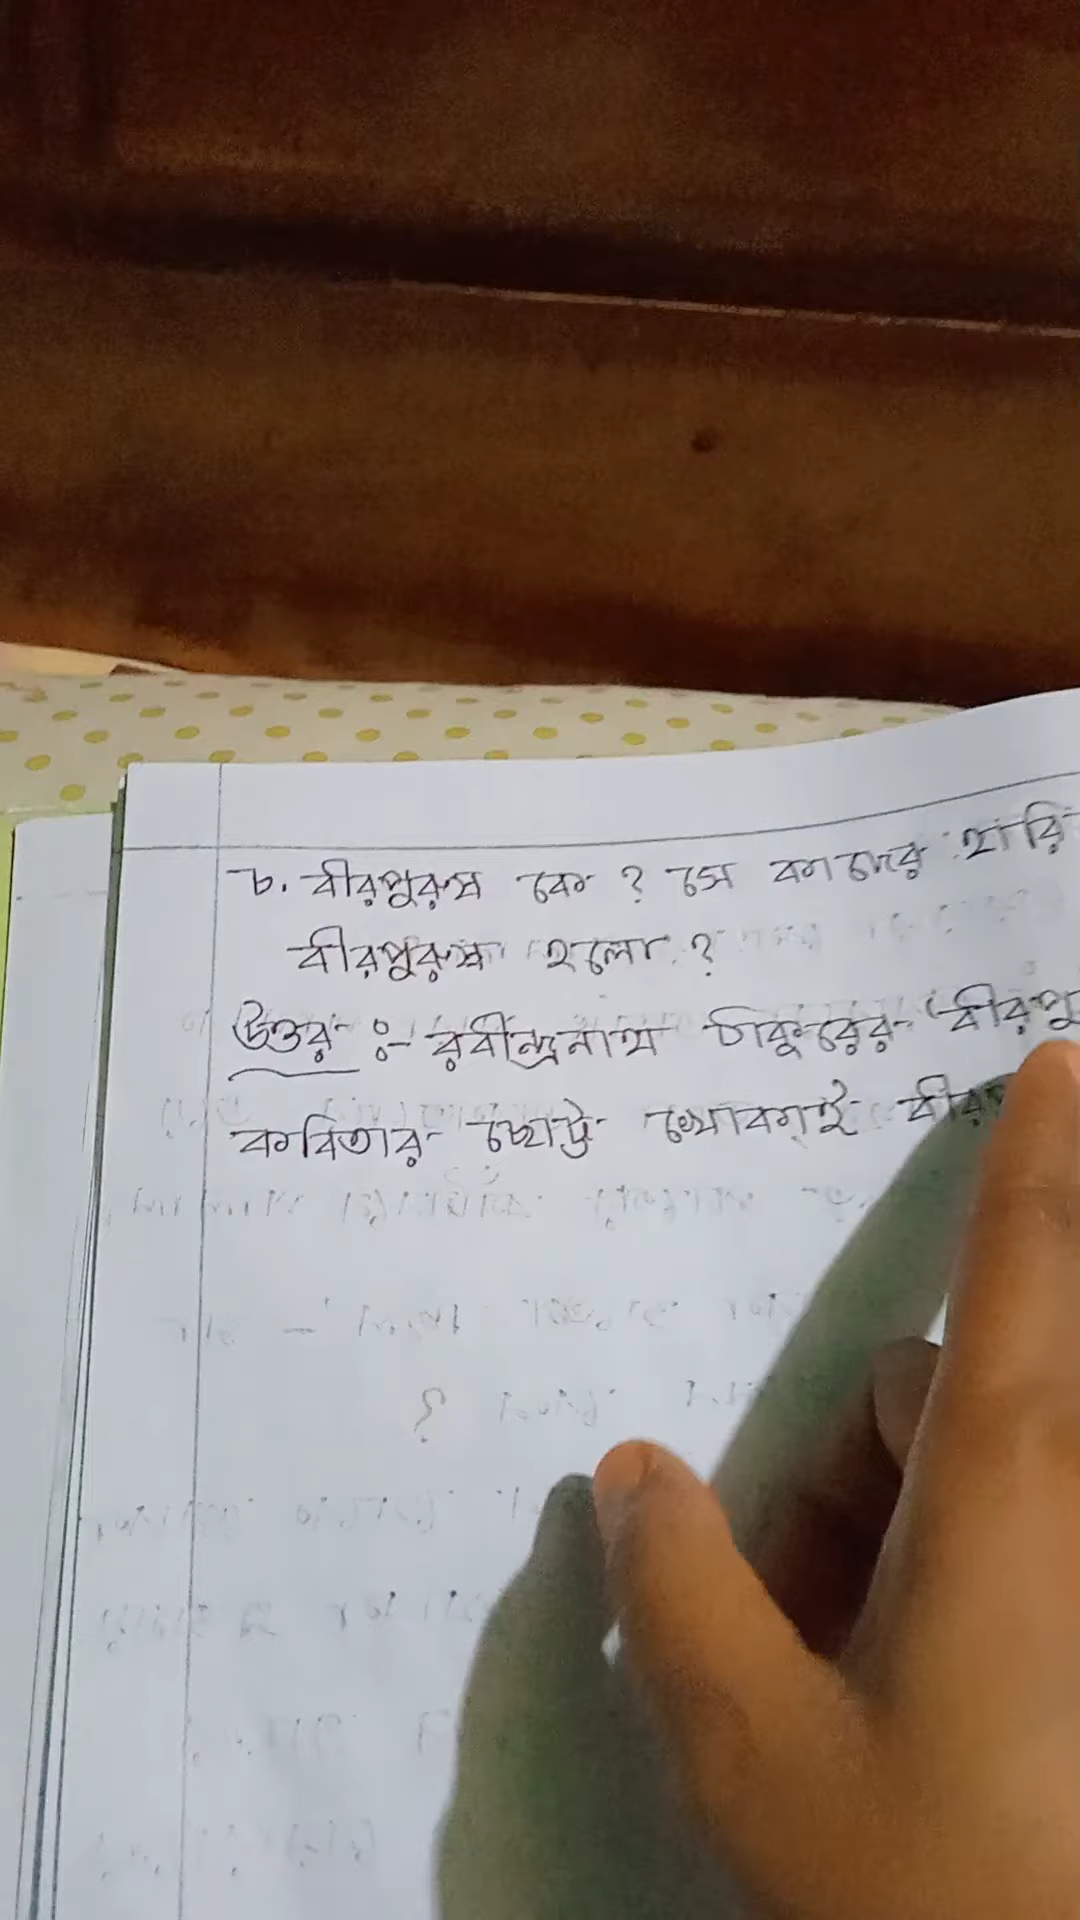 ৮. বীরপুরুষ কে ? সে কাদের হারি
বীরপুরুষ হলো ?
উত্তর ঃ- রবীন্দ্রনাথ ঠাকুরের 'বীরপু
কবিতার ছোট্ট খোকাই বীর